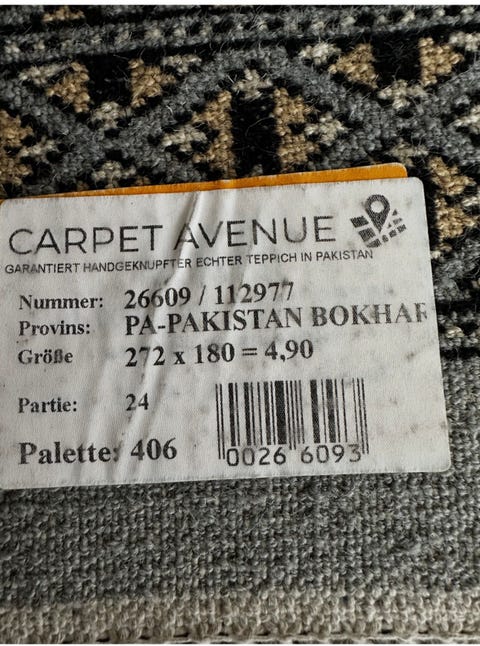 CARPET AVENUE
GARANTIERT HANDGEKNUPFTER ECHTER TEPPICH IN PAKISTAN
Nummer: 26609 / 112977
Provins: PA-PAKISTAN BOKHAR
Größe 272 x 180 = 4,90
Partie: 24
Palette: 406
0026 6093